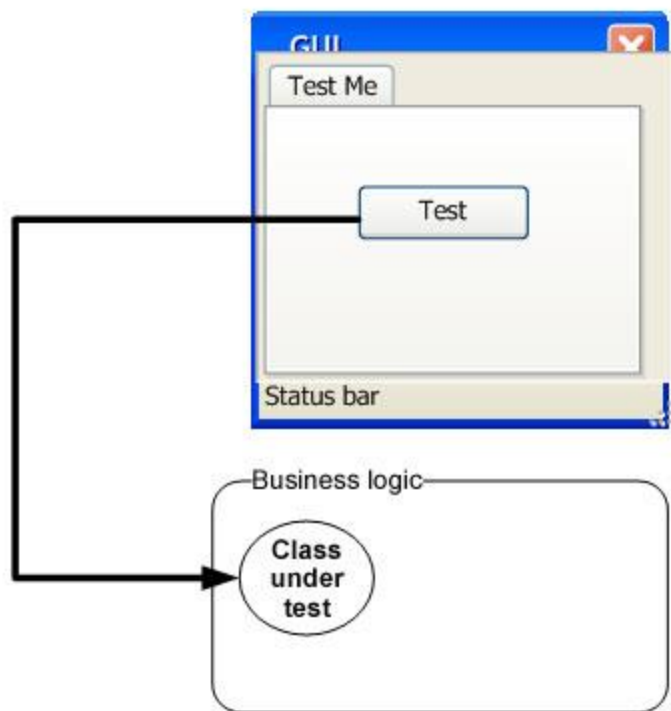 GUI
Test Me
Test
Status bar
Business logic
Class
under
test